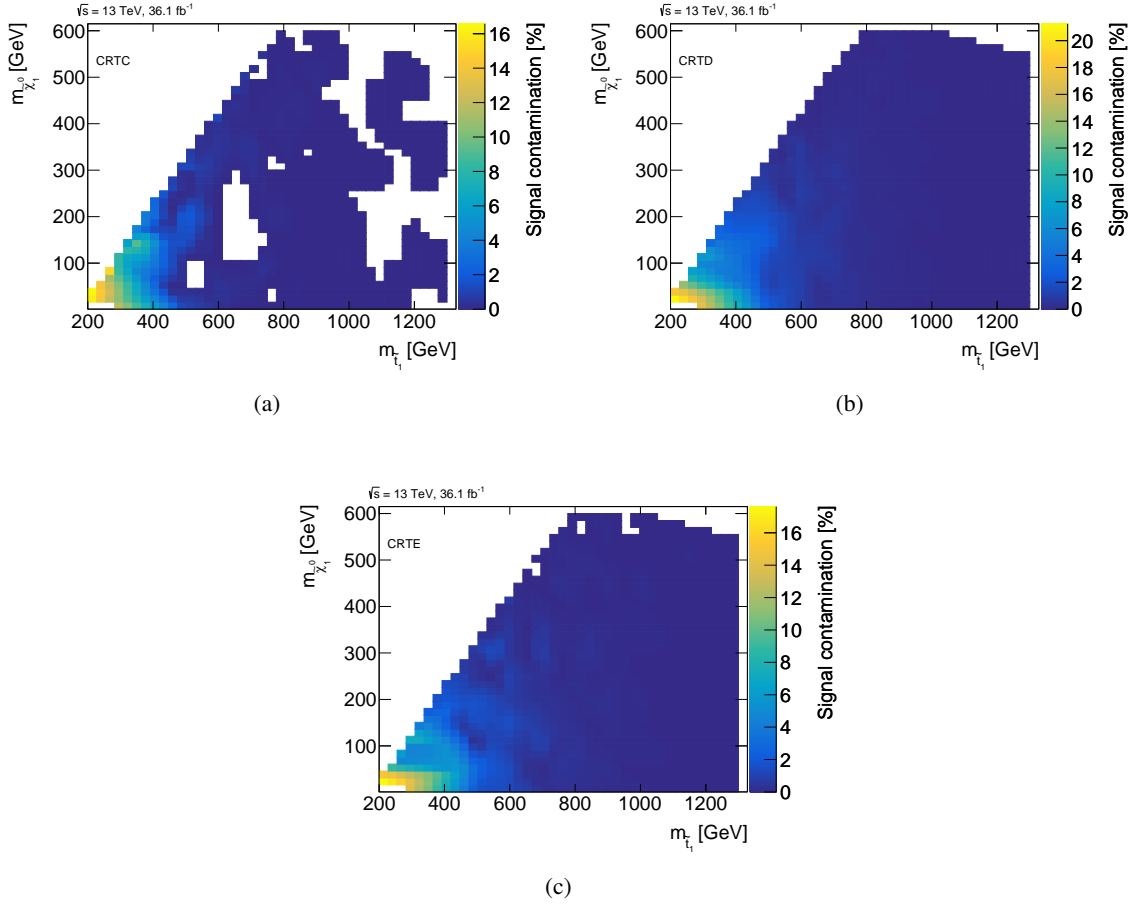 √s = 13 TeV, 36.1 fb⁻¹
CRTC
m_χ̃₁⁰ [GeV]
600
500
400
300
200
100
200 400 600 800 1000 1200
m_t̃₁ [GeV]
16
14
12
10
8
6
4
2
0
Signal contamination [%]
(a)
√s = 13 TeV, 36.1 fb⁻¹
CRTD
m_χ̃₁⁰ [GeV]
600
500
400
300
200
100
200 400 600 800 1000 1200
m_t̃₁ [GeV]
20
18
16
14
12
10
8
6
4
2
0
Signal contamination [%]
(b)
√s = 13 TeV, 36.1 fb⁻¹
CRTE
m_χ̃₁⁰ [GeV]
600
500
400
300
200
100
200 400 600 800 1000 1200
m_t̃₁ [GeV]
16
14
12
10
8
6
4
2
0
Signal contamination [%]
(c)